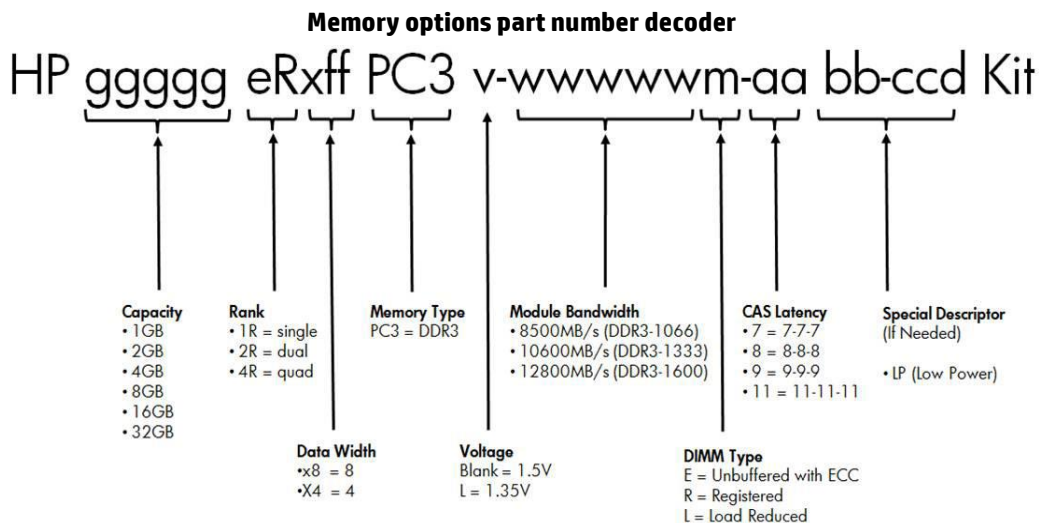 Memory options part number decoder
HP ggggg eRxff PC3 v-wwwwwm-aa bb-ccd Kit
Capacity
• 1GB
• 2GB
• 4GB
• 8GB
• 16GB
• 32GB
Rank
• 1R = single
• 2R = dual
• 4R = quad
Memory Type
PC3 = DDR3
Module Bandwidth
• 8500MB/s (DDR3-1066)
• 10600MB/s (DDR3-1333)
• 12800MB/s (DDR3-1600)
CAS Latency
• 7 = 7-7-7
• 8 = 8-8-8
• 9 = 9-9-9
• 11 = 11-11-11
Special Descriptor
(If Needed)
• LP (Low Power)
Data Width
•x8 = 8
•X4 = 4
Voltage
Blank = 1.5V
L = 1.35V
DIMM Type
E = Unbuffered with ECC
R = Registered
L = Load Reduced